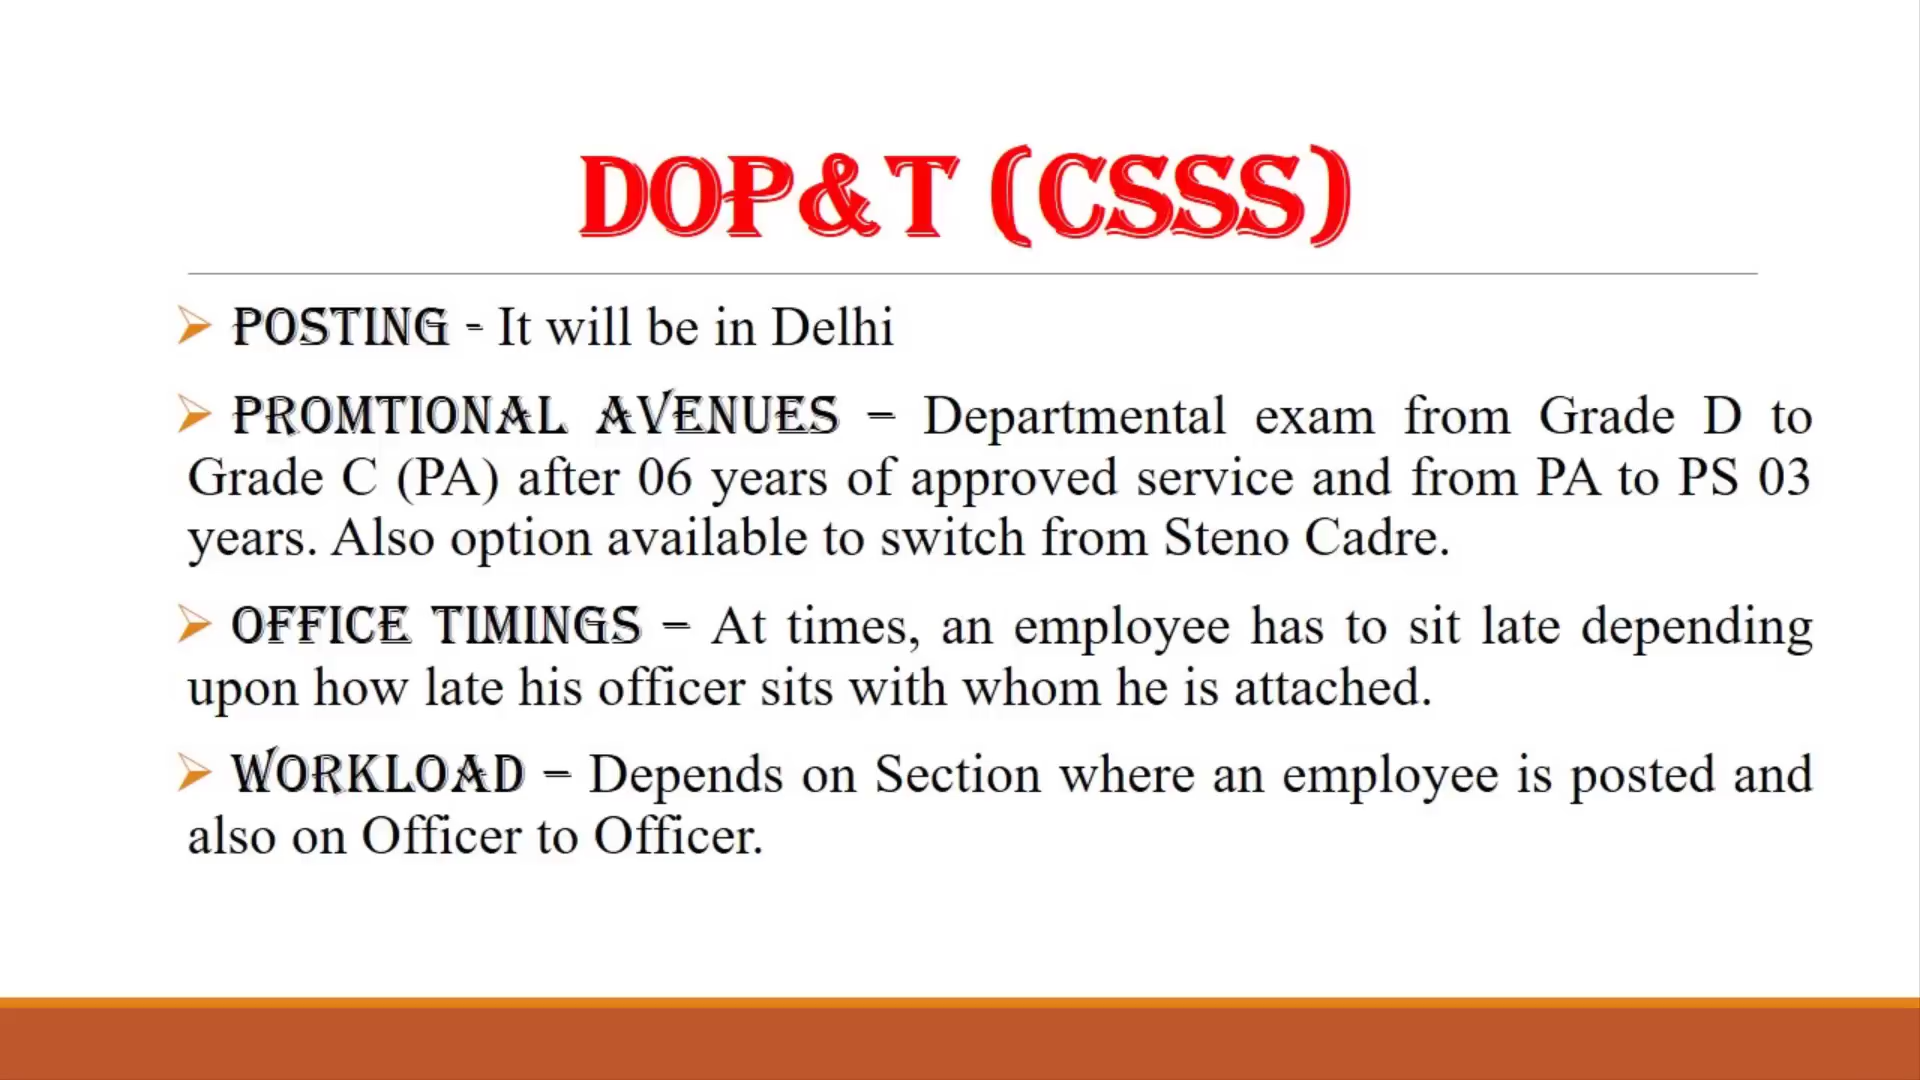 DOP&T (CSSS)
➢ POSTING - It will be in Delhi
➢ PROMTIONAL AVENUES – Departmental exam from Grade D to
Grade C (PA) after 06 years of approved service and from PA to PS 03
years. Also option available to switch from Steno Cadre.
➢ OFFICE TIMINGS – At times, an employee has to sit late depending
upon how late his officer sits with whom he is attached.
➢ WORKLOAD – Depends on Section where an employee is posted and
also on Officer to Officer.